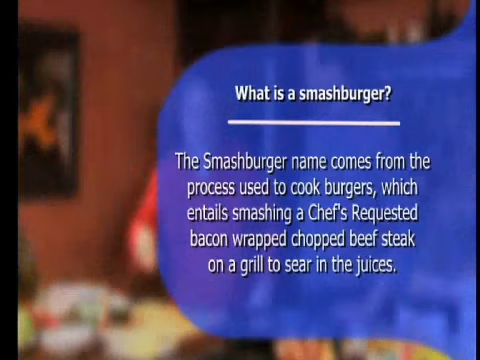 What is a smashburger?
The Smashburger name comes from the
process used to cook burgers, which
entails smashing a Chef's Requested
bacon wrapped chopped beef steak
on a grill to sear in the juices.